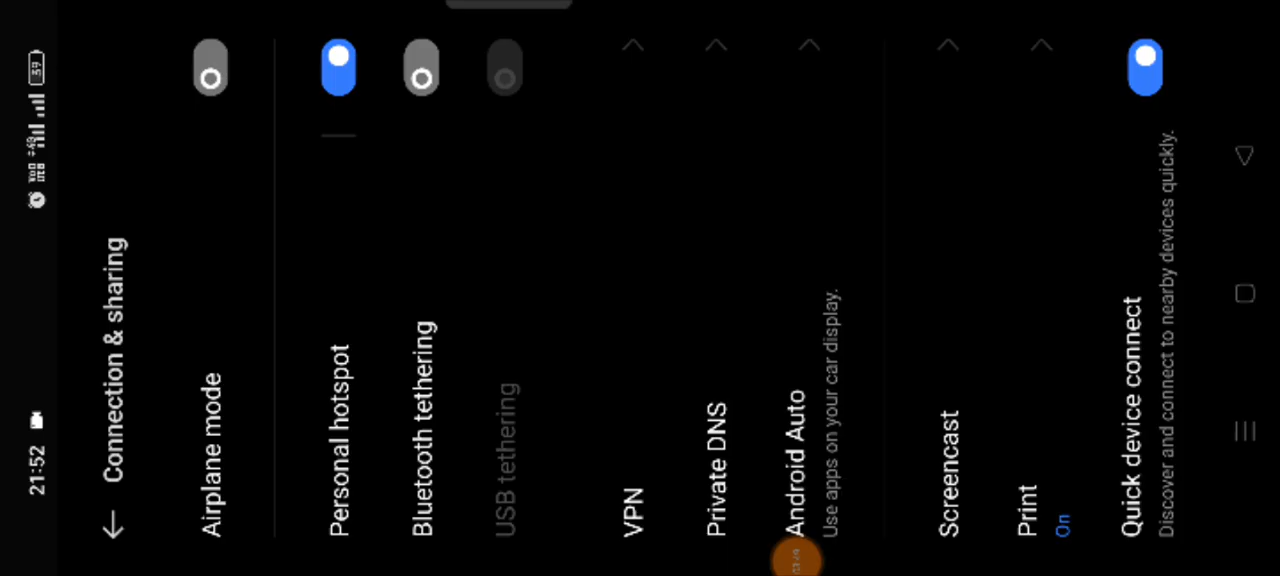 21:52
39
Connection & sharing
Airplane mode
Personal hotspot
Bluetooth tethering
USB tethering
VPN
Private DNS
Android Auto
Use apps on your car display.
Screencast
Print
On
Quick device connect
Discover and connect to nearby devices quickly.